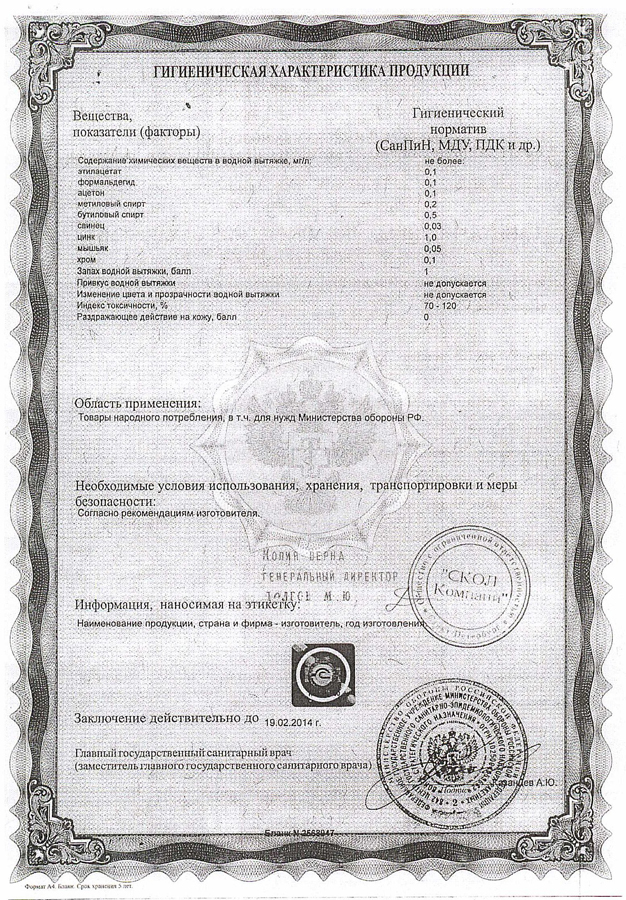 ГИГИЕНИЧЕСКАЯ ХАРАКТЕРИСТИКА ПРОДУКЦИИ
Вещества, показатели (факторы)
Гигиенический норматив (СанПиН, МДУ, ПДК и др.)
Содержание химических веществ в водной вытяжке, мг/л: не более:
этилацетат 0,1
формальдегид 0,1
ацетон 0,1
метиловый спирт 0,2
бутиловый спирт 0,5
свинец 0,03
цинк 1,0
мышьяк 0,05
хром 0,1
Запах водной вытяжки, балл 1
Привкус водной вытяжки не допускается
Изменение цвета и прозрачности водной вытяжки не допускается
Индекс токсичности, % 70 - 120
Раздражающее действие на кожу, балл 0
Область применения:
Товары народного потребления, в т.ч. для нужд Министерства обороны РФ.
Необходимые условия использования, хранения, транспортировки и меры
безопасности:
Согласно рекомендациям изготовителя.
КОПИЯ ВЕРНА
ГЕНЕРАЛЬНЫЙ ДИРЕКТОР
М.Ю.
Общество с ограниченной ответственностью
"СКОЛ
Компани"
Санкт-Петербург
Информация, наносимая на этикетку:
Наименование продукции, страна и фирма - изготовитель, год изготовления.
Заключение действительно до 19.02.2014 г.
Главный государственный санитарный врач
(заместитель главного государственного санитарного врача)
А.Ю.
Бланк N 2568947
Формат А4. Бланк. Срок хранения 5 лет.